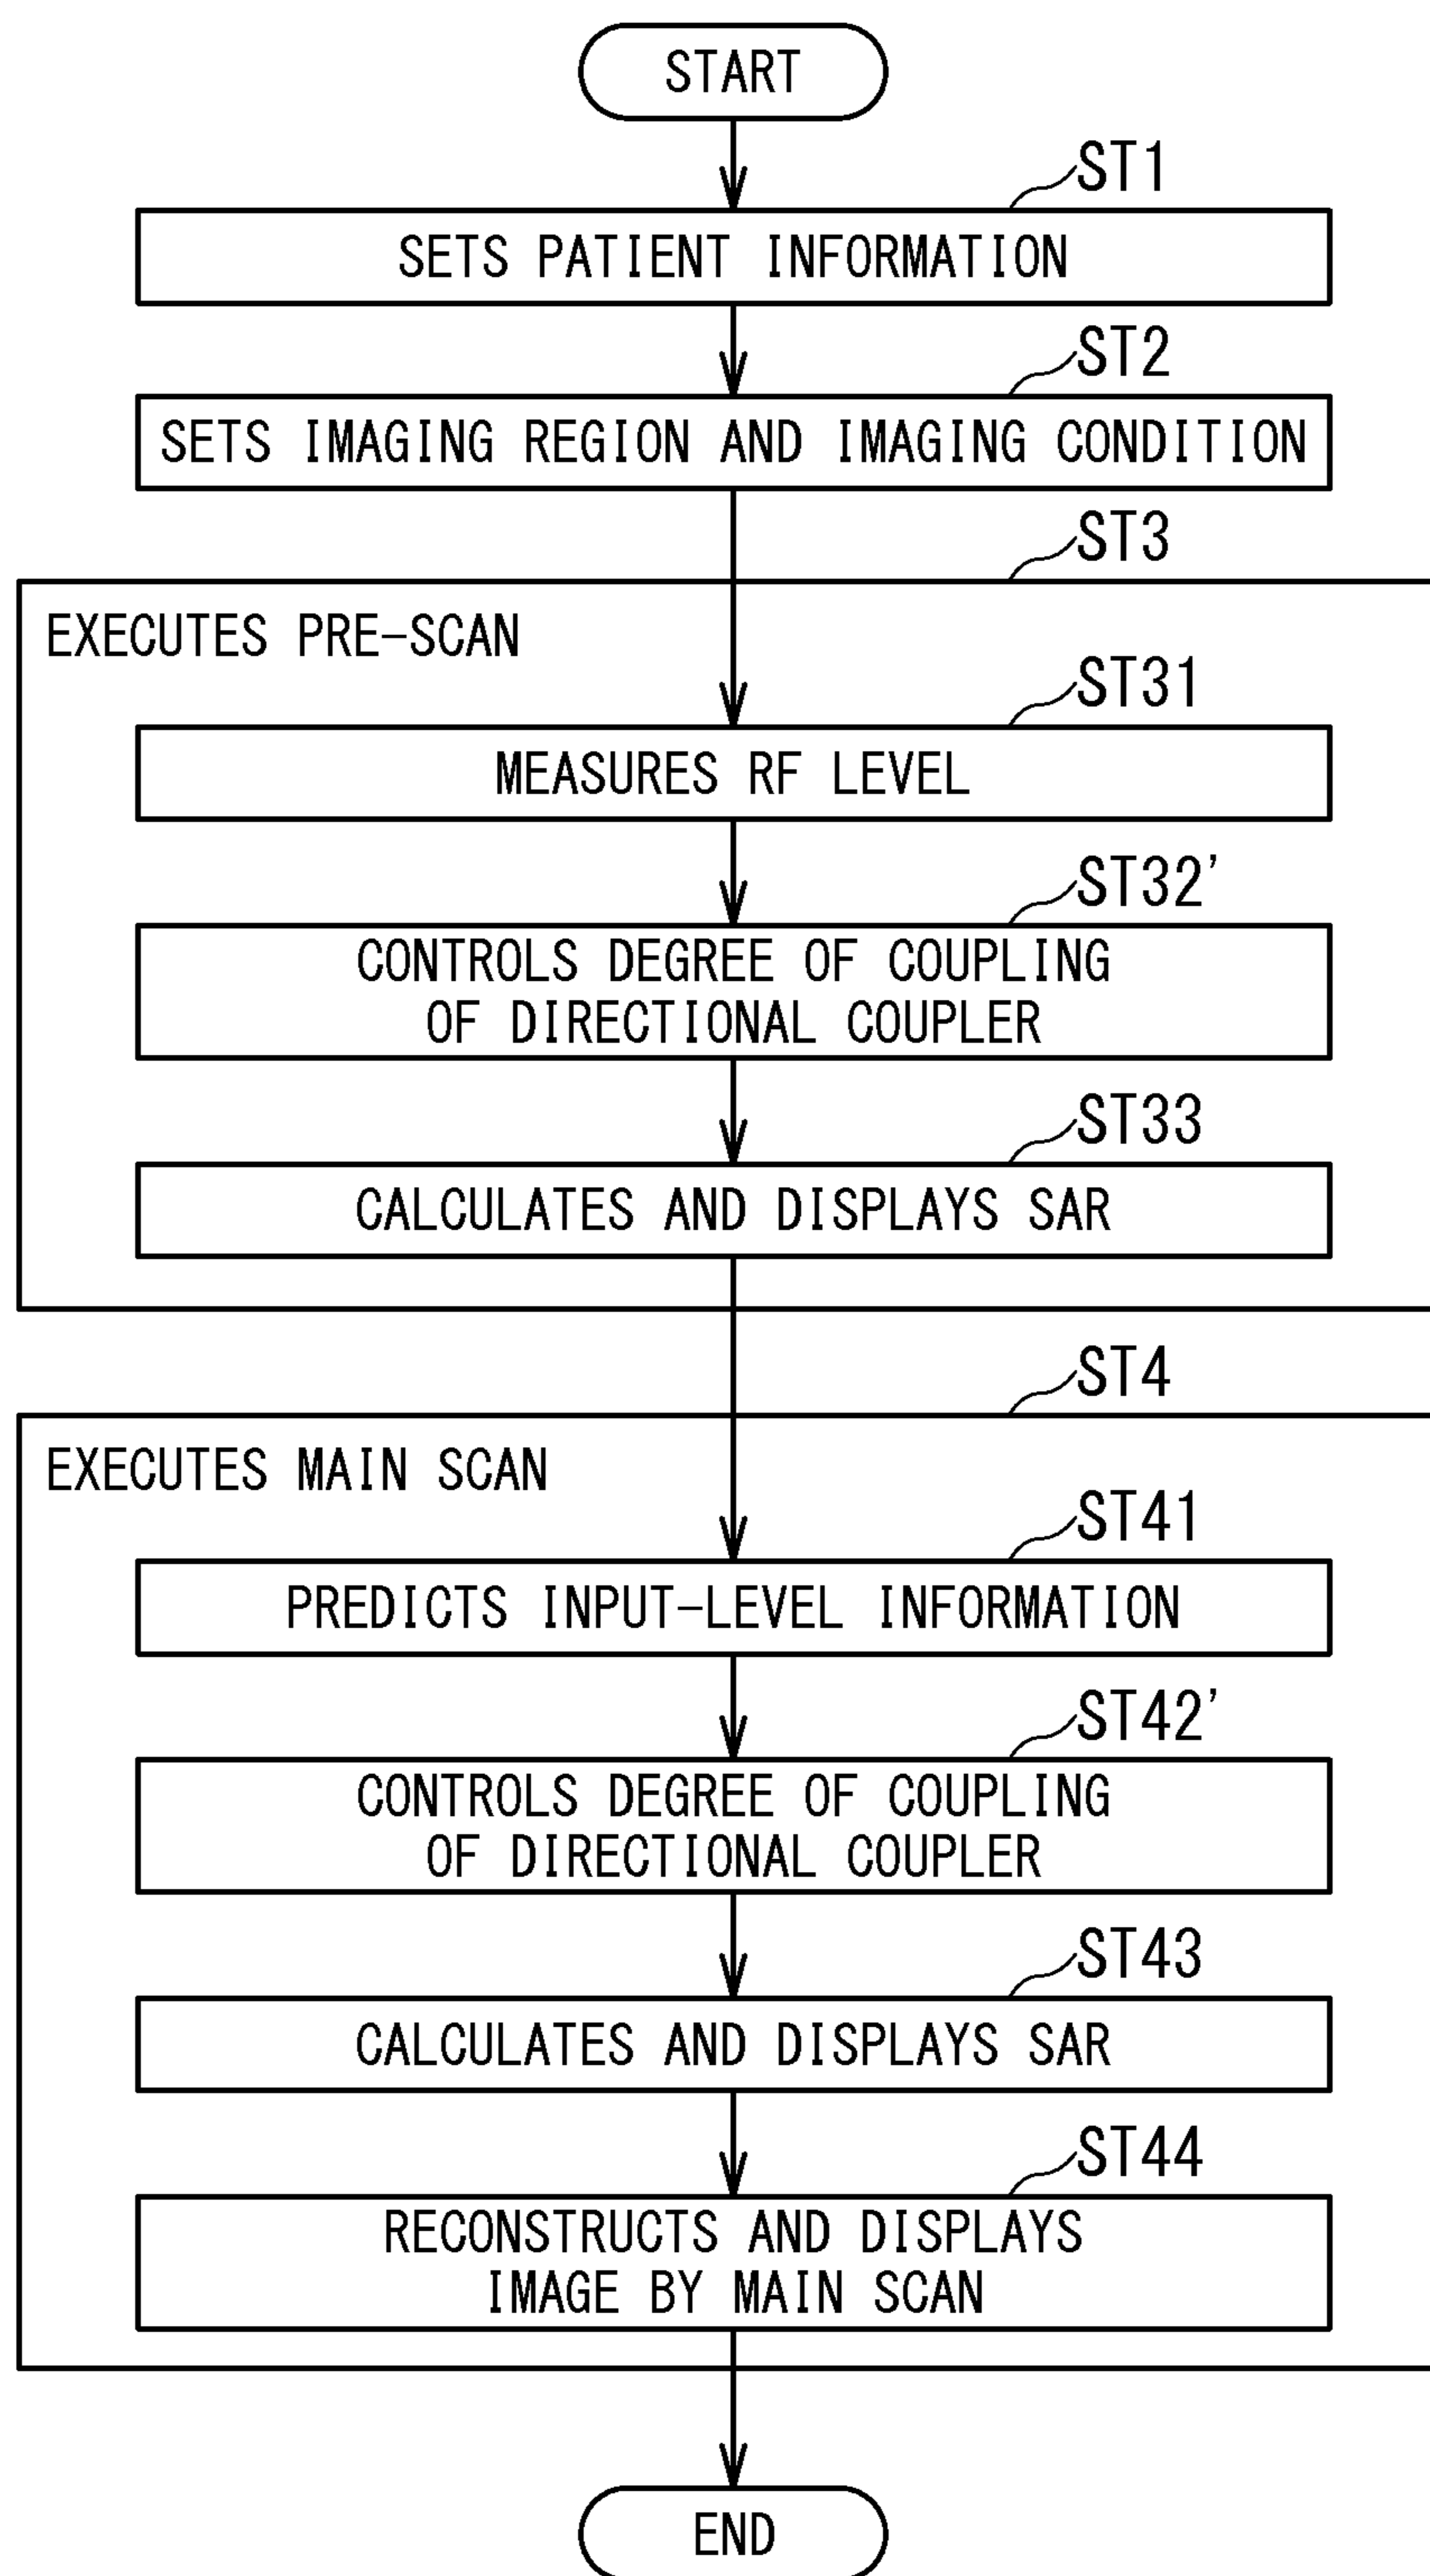 START
ST1
SETS PATIENT INFORMATION
ST2
SETS IMAGING REGION AND IMAGING CONDITION
ST3
EXECUTES PRE-SCAN
ST31
MEASURES RF LEVEL
ST32'
CONTROLS DEGREE OF COUPLING
OF DIRECTIONAL COUPLER
ST33
CALCULATES AND DISPLAYS SAR
ST4
EXECUTES MAIN SCAN
ST41
PREDICTS INPUT-LEVEL INFORMATION
ST42'
CONTROLS DEGREE OF COUPLING
OF DIRECTIONAL COUPLER
ST43
CALCULATES AND DISPLAYS SAR
ST44
RECONSTRUCTS AND DISPLAYS
IMAGE BY MAIN SCAN
END